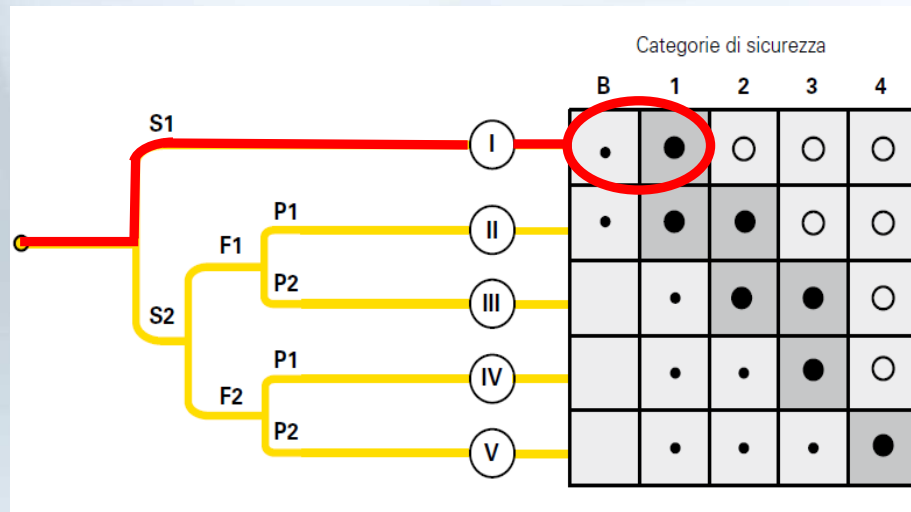 Categorie di sicurezza
B 1 2 3 4
S1
I
P1
II
F1
P2
III
S2
P1
IV
F2
P2
V